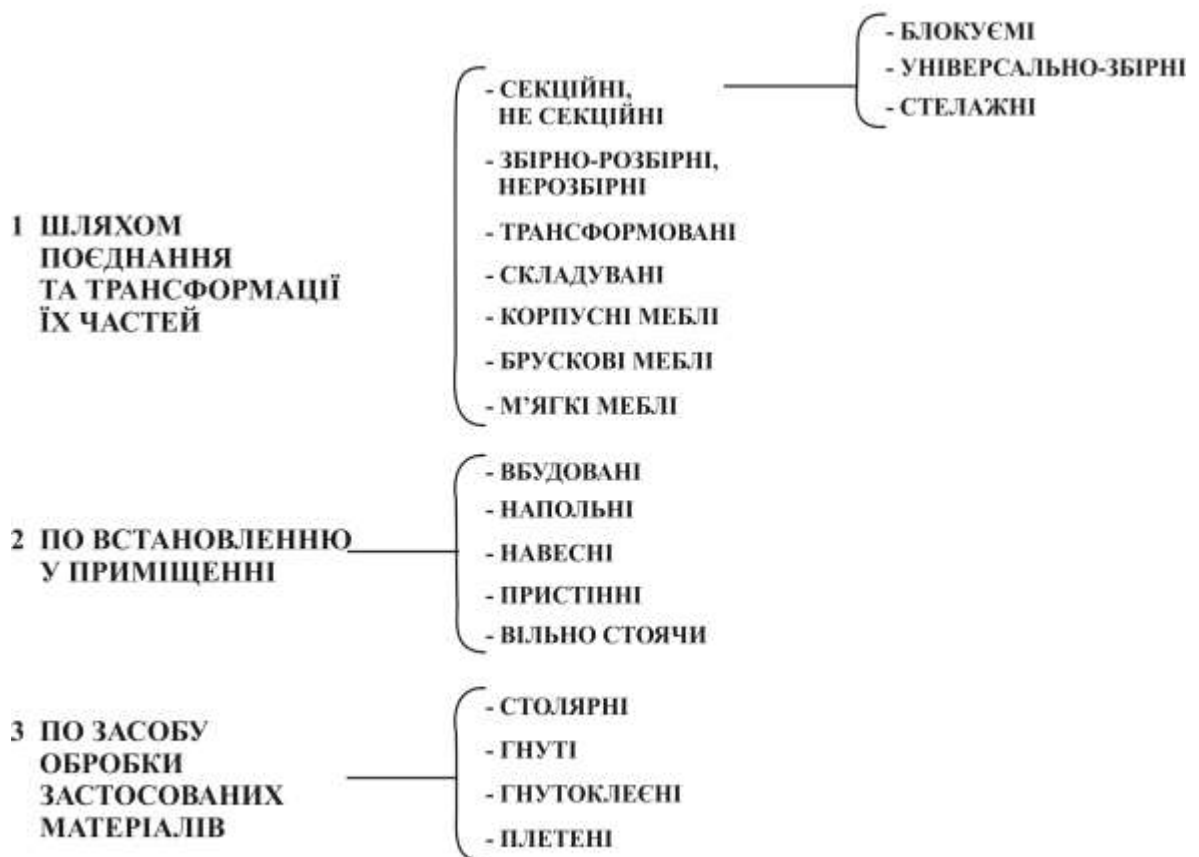 - БЛОКУЄМІ
- УНІВЕРСАЛЬНО-ЗБІРНІ
- СТЕЛАЖНІ
- СЕКЦІЙНІ,
НЕ СЕКЦІЙНІ
- ЗБІРНО-РОЗБІРНІ,
НЕРОЗБІРНІ
1 ШЛЯХОМ
ПОЄДНАННЯ
ТА ТРАНСФОРМАЦІЇ
ЇХ ЧАСТЕЙ
- ТРАНСФОРМОВАНІ
- СКЛАДУВАНІ
- КОРПУСНІ МЕБЛІ
- БРУСКОВІ МЕБЛІ
- М’ЯГКІ МЕБЛІ
2 ПО ВСТАНОВЛЕННЮ
У ПРИМІЩЕННІ
- ВБУДОВАНІ
- НАПОЛЬНІ
- НАВЕСНІ
- ПРИСТІННІ
- ВІЛЬНО СТОЯЧИ
3 ПО ЗАСОБУ
ОБРОБКИ
ЗАСТОСОВАНИХ
МАТЕРІАЛІВ
- СТОЛЯРНІ
- ГНУТІ
- ГНУТОКЛЕЄНІ
- ПЛЕТЕНІ